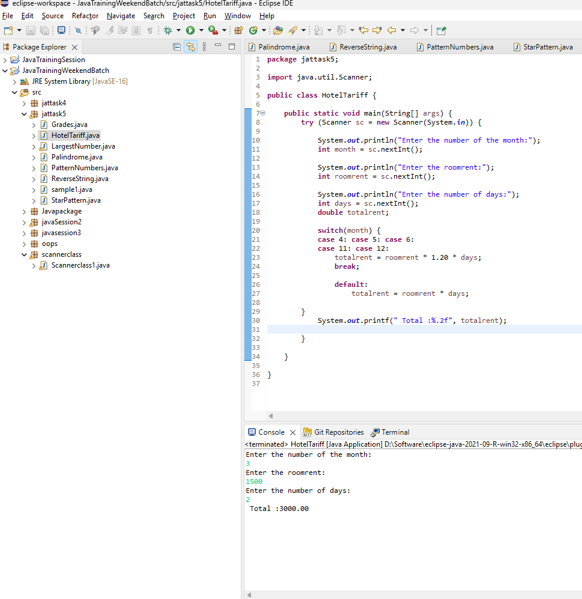 eclipse-workspace - JavaTrainingWeekendBatch/src/jattask5/HotelTariff.java - Eclipse IDE
File Edit Source Refactor Navigate Search Project Run Window Help
Package Explorer
JavaTrainingSession
JavaTrainingWeekendBatch
JRE System Library [JavaSE-16]
src
jattask4
jattask5
Grades.java
HotelTariff.java
LargestNumber.java
Palindrome.java
PatternNumbers.java
ReverseString.java
sample1.java
StarPattern.java
Javapackage
javaSession2
javasession3
oops
scannerclass
Scannerclass1.java
Palindrome.java ReverseString.java PatternNumbers.java StarPattern.java
1 package jattask5;
2
3 import java.util.Scanner;
4
5 public class HotelTariff {
6
7 public static void main(String[] args) {
8 try (Scanner sc = new Scanner(System.in)) {
9
10 System.out.println("Enter the number of the month:");
11 int month = sc.nextInt();
12
13 System.out.println("Enter the roomrent:");
14 int roomrent = sc.nextInt();
15
16 System.out.println("Enter the number of days:");
17 int days = sc.nextInt();
18 double totalrent;
19
20 switch(month) {
21 case 4: case 5: case 6:
22 case 11: case 12:
23 totalrent = roomrent * 1.20 * days;
24 break;
25
26 default:
27 totalrent = roomrent * days;
28
29 }
30 System.out.printf(" Total :%.2f", totalrent);
31
32 }
33
34 }
35
36 }
37
Console Git Repositories Terminal
<terminated> HotelTariff [Java Application] D:\Software\eclipse-java-2021-09-R-win32-x86_64\eclipse\plug
Enter the number of the month:
3
Enter the roomrent:
1500
Enter the number of days:
2
Total :3000.00